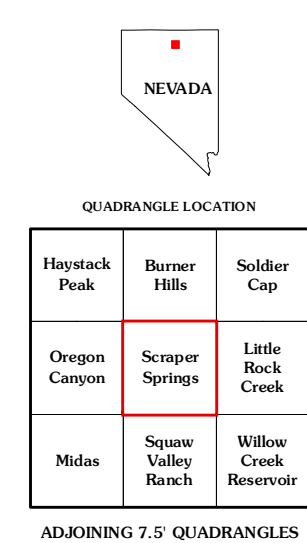 NEVADA
QUADRANGLE LOCATION
Haystack
Peak
Burner
Hills
Soldier
Cap
Oregon
Canyon
Scraper
Springs
Little
Rock
Creek
Midas
Squaw
Valley
Ranch
Willow
Creek
Reservoir
ADJOINING 7.5' QUADRANGLES